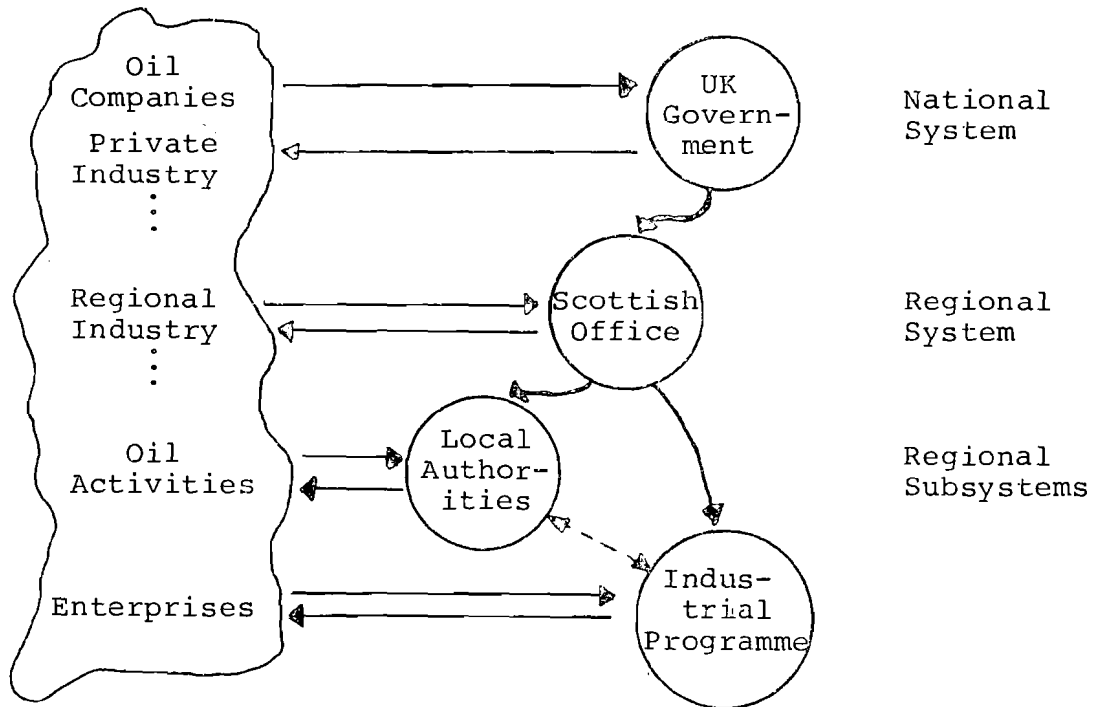 Oil
Companies
Private
Industry
UK
Govern-
ment
National
System
Regional
Industry
Scottish
Office
Regional
System
Oil
Activities
Local
Author-
ities
Regional
Subsystems
Enterprises
Indus-
trial
Programme